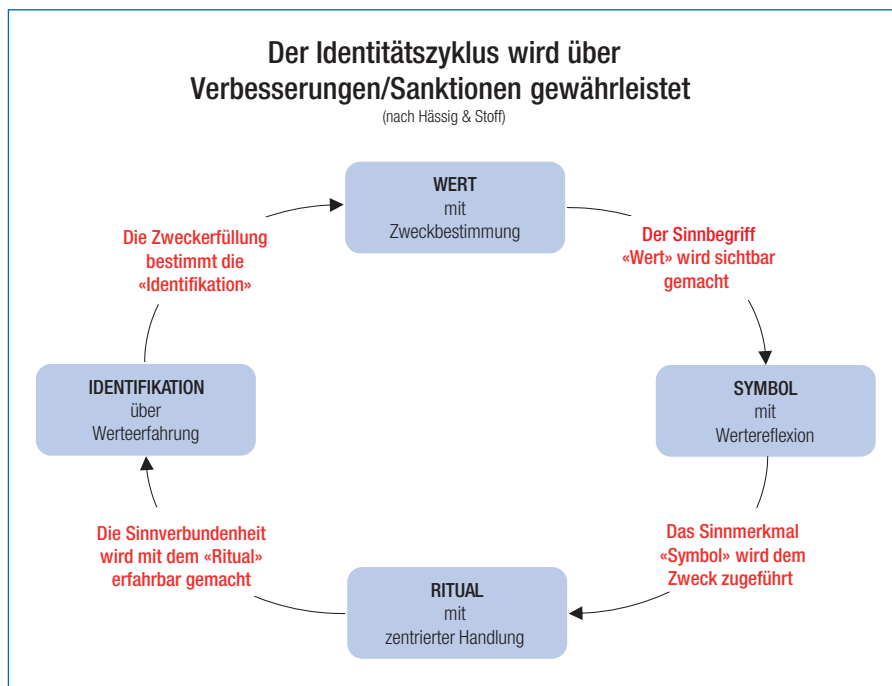 Der Identitätszyklus wird über
Verbesserungen/Sanktionen gewährleistet
(nach Hässig & Stoff)
WERT
mit
Zweckbestimmung
Der Sinnbegriff
«Wert» wird sichtbar
gemacht
SYMBOL
mit
Wertereflexion
Das Sinnmerkmal
«Symbol» wird dem
Zweck zugeführt
RITUAL
mit
zentrierter Handlung
Die Sinnverbundenheit
wird mit dem «Ritual»
erfahrbar gemacht
IDENTIFIKATION
über
Werteerfahrung
Die Zweckerfüllung
bestimmt die
«Identifikation»